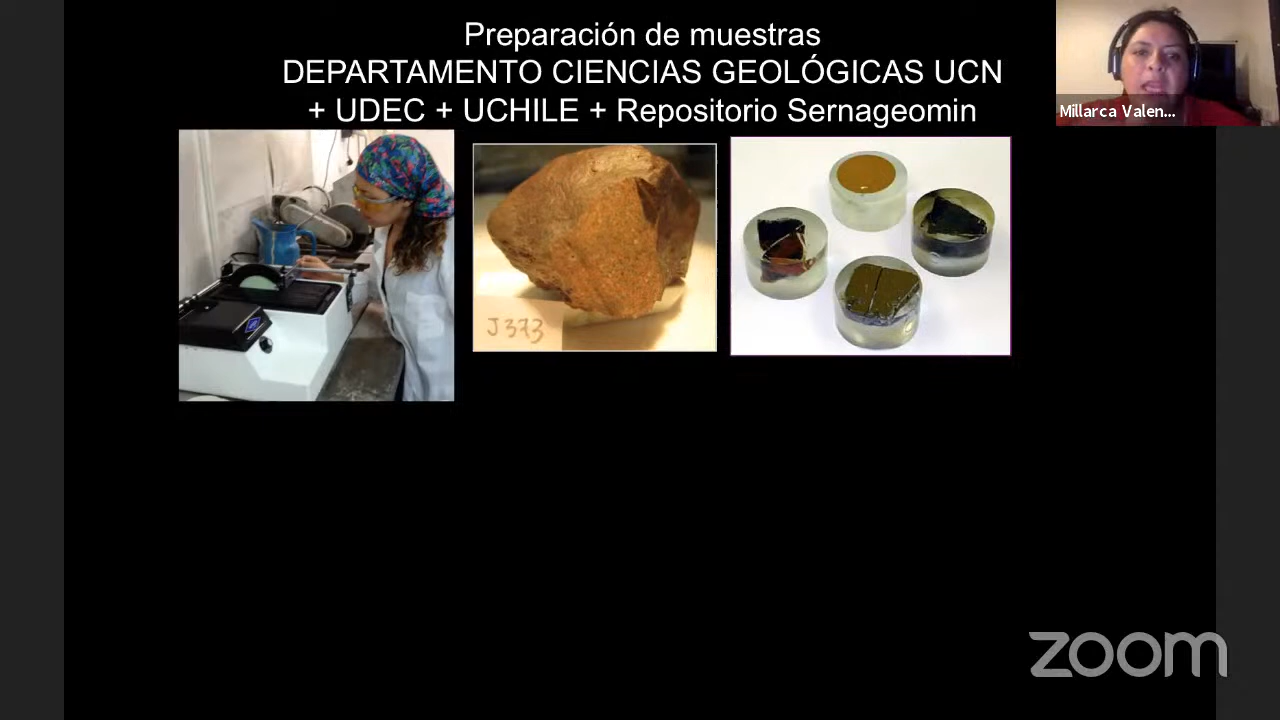 Preparación de muestras
DEPARTAMENTO CIENCIAS GEOLÓGICAS UCN
+ UDEC + UCHILE + Repositorio Sernageomin
Millarca Valen...
J373
zoom